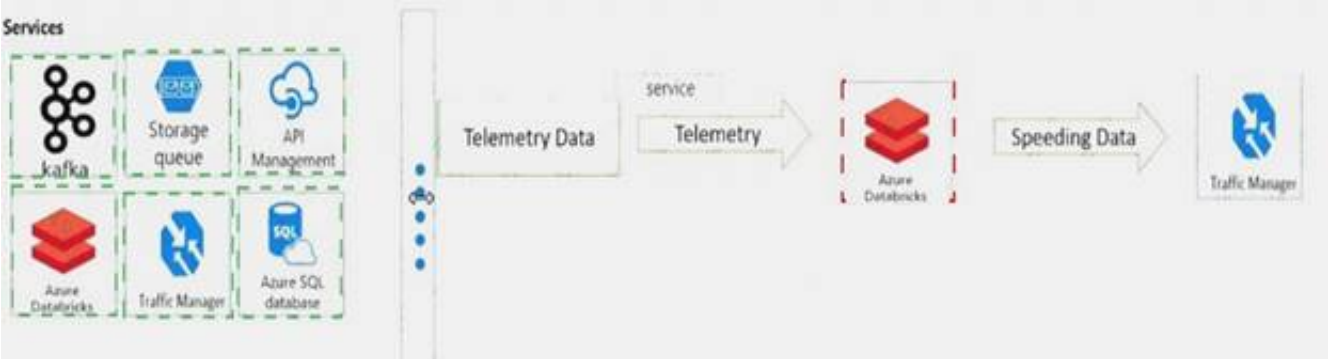 Services
kafka
Storage
queue
API
Management
Azure
Databricks
Traffic Manager
SQL
Azure SQL
database
Telemetry Data
service
Telemetry
Azure
Databricks
Speeding Data
Traffic Manager